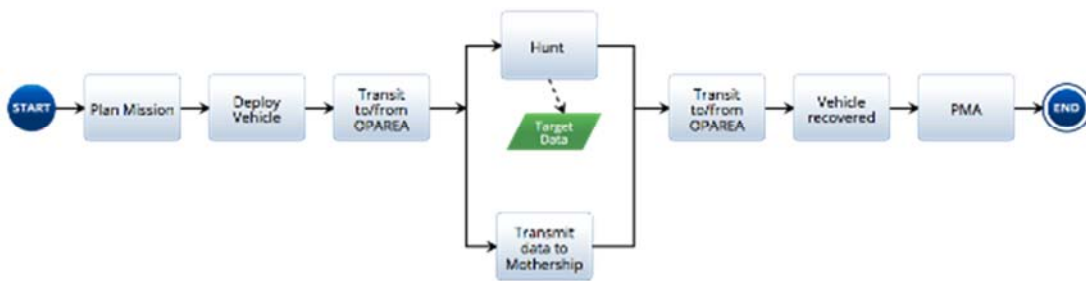 START
Plan Mission
Deploy
Vehicle
Transit
to/from
OPAREA
Hunt
Target
Data
Transmit
data to
Mothership
Transit
to/from
OPAREA
Vehicle
recovered
PMA
END